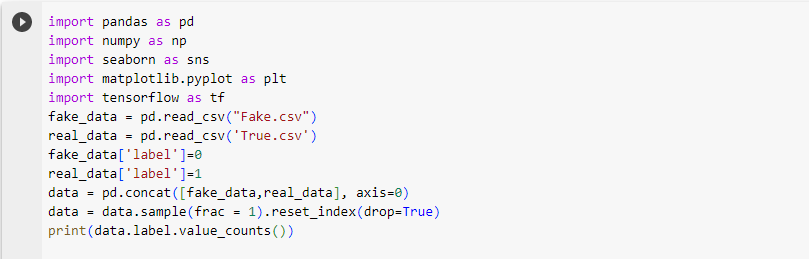 import pandas as pd
import numpy as np
import seaborn as sns
import matplotlib.pyplot as plt
import tensorflow as tf
fake_data = pd.read_csv("Fake.csv")
real_data = pd.read_csv('True.csv')
fake_data['label']=0
real_data['label']=1
data = pd.concat([fake_data,real_data], axis=0)
data = data.sample(frac = 1).reset_index(drop=True)
print(data.label.value_counts())